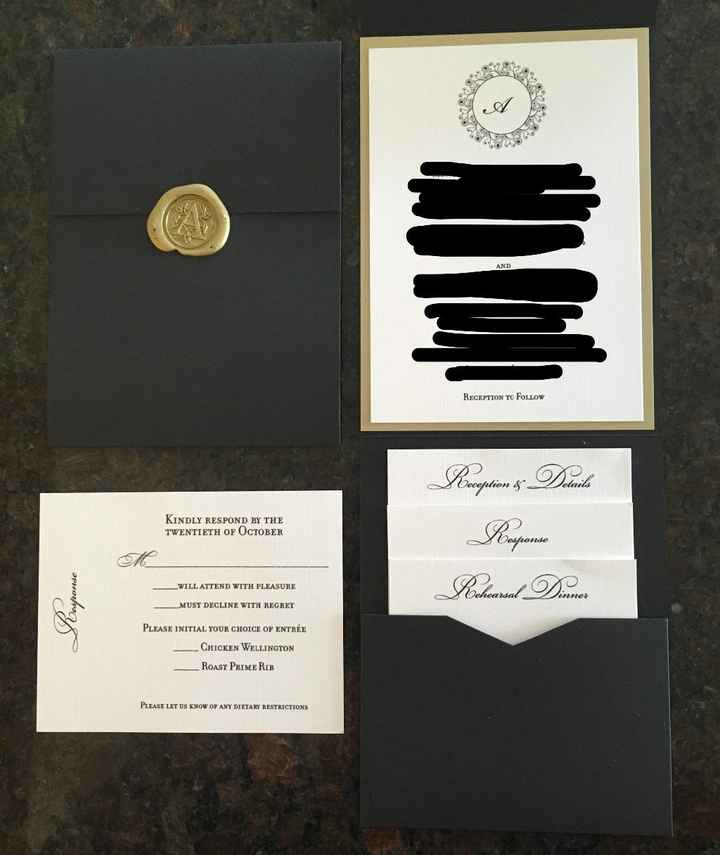 A
A
AND
Reception to Follow
Reception & Details
Response
Rehearsal Dinner
Response
Kindly respond by the
twentieth of October
M
will attend with pleasure
must decline with regret
Please initial your choice of entrée
Chicken Wellington
Roast Prime Rib
Please let us know of any dietary restrictions